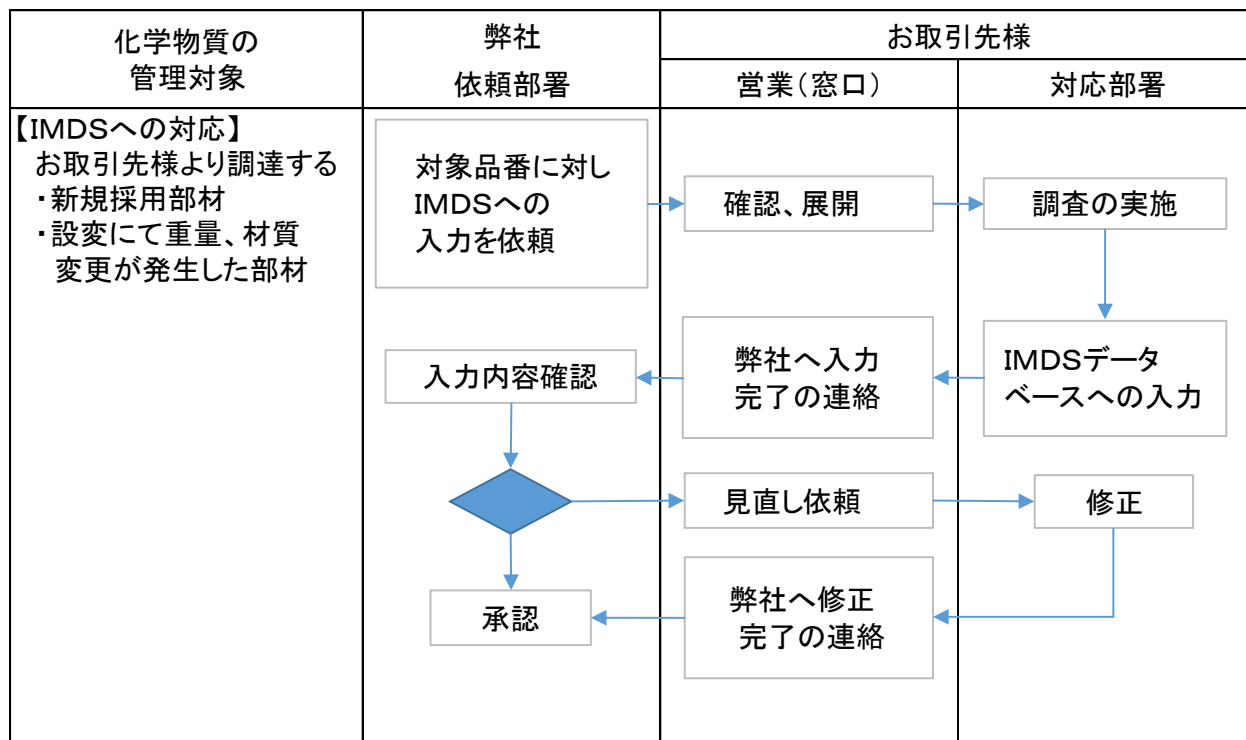 化学物質の
管理対象
弊社
依頼部署
お取引先様
営業(窓口)
対応部署
【IMDSへの対応】
お取引先様より調達する
・新規採用部材
・設変にて重量、材質
変更が発生した部材
対象品番に対し
IMDSへの
入力を依頼
確認、展開
調査の実施
入力内容確認
弊社へ入力
完了の連絡
IMDSデータ
ベースへの入力
見直し依頼
修正
承認
弊社へ修正
完了の連絡